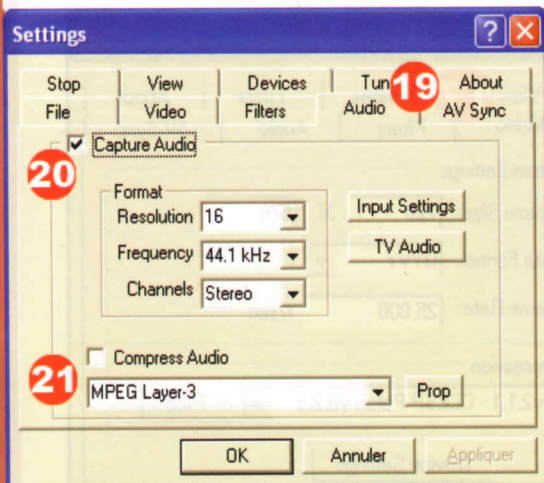 Settings
Stop View Devices Tun 19 About
File Video Filters Audio AV Sync
20 Capture Audio
Format
Resolution 16 Input Settings
Frequency 44.1 kHz TV Audio
Channels Stereo
Compress Audio
21 MPEG Layer-3 Prop
OK Annuler Appliquer